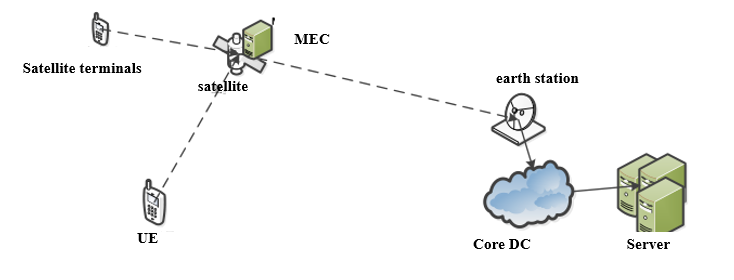 MEC
Satellite terminals
satellite
earth station
UE
Core DC
Server